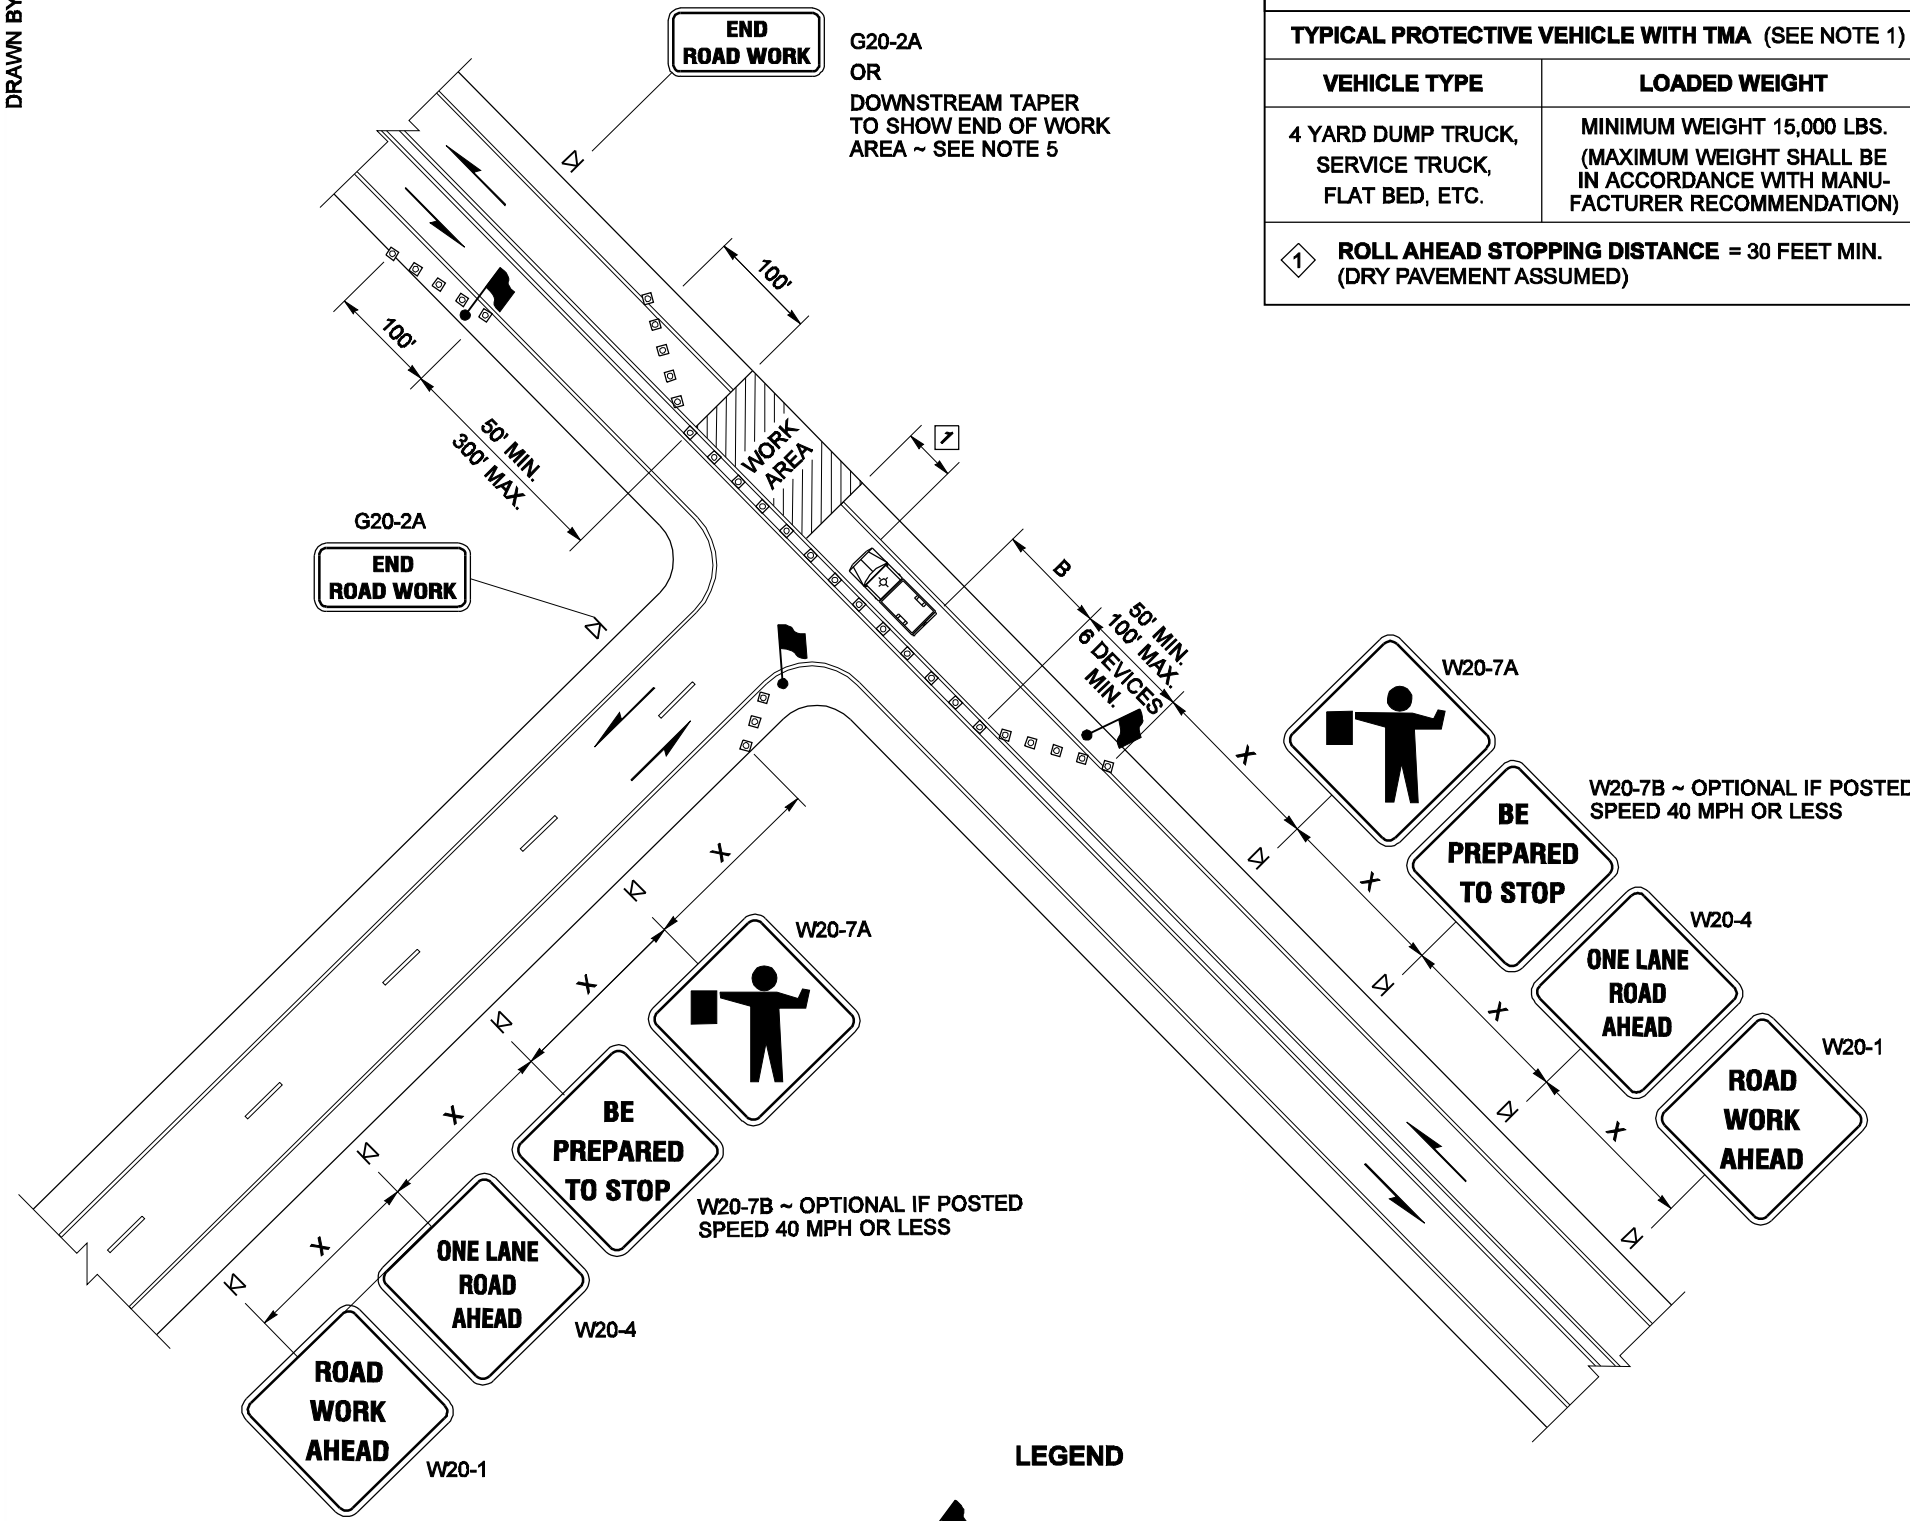 DRAWN BY
END
ROAD WORK
G20-2A
OR
DOWNSTREAM TAPER
TO SHOW END OF WORK
AREA ~ SEE NOTE 5
TYPICAL PROTECTIVE VEHICLE WITH TMA (SEE NOTE 1)
VEHICLE TYPE
LOADED WEIGHT
4 YARD DUMP TRUCK,
SERVICE TRUCK,
FLAT BED, ETC.
MINIMUM WEIGHT 15,000 LBS.
(MAXIMUM WEIGHT SHALL BE
IN ACCORDANCE WITH MANU-
FACTURER RECOMMENDATION)
1
ROLL AHEAD STOPPING DISTANCE = 30 FEET MIN.
(DRY PAVEMENT ASSUMED)
100'
100'
50' MIN.
300' MAX.
WORK
AREA
1
G20-2A
END
ROAD WORK
B
50' MIN.
100' MAX.
6 DEVICES
MIN.
X
X
X
X
W20-7A
W20-7B ~ OPTIONAL IF POSTED
SPEED 40 MPH OR LESS
BE
PREPARED
TO STOP
W20-4
ONE LANE
ROAD
AHEAD
W20-1
ROAD
WORK
AHEAD
X
X
X
X
W20-7A
BE
PREPARED
TO STOP
W20-7B ~ OPTIONAL IF POSTED
SPEED 40 MPH OR LESS
ONE LANE
ROAD
AHEAD
W20-4
ROAD
WORK
AHEAD
W20-1
LEGEND